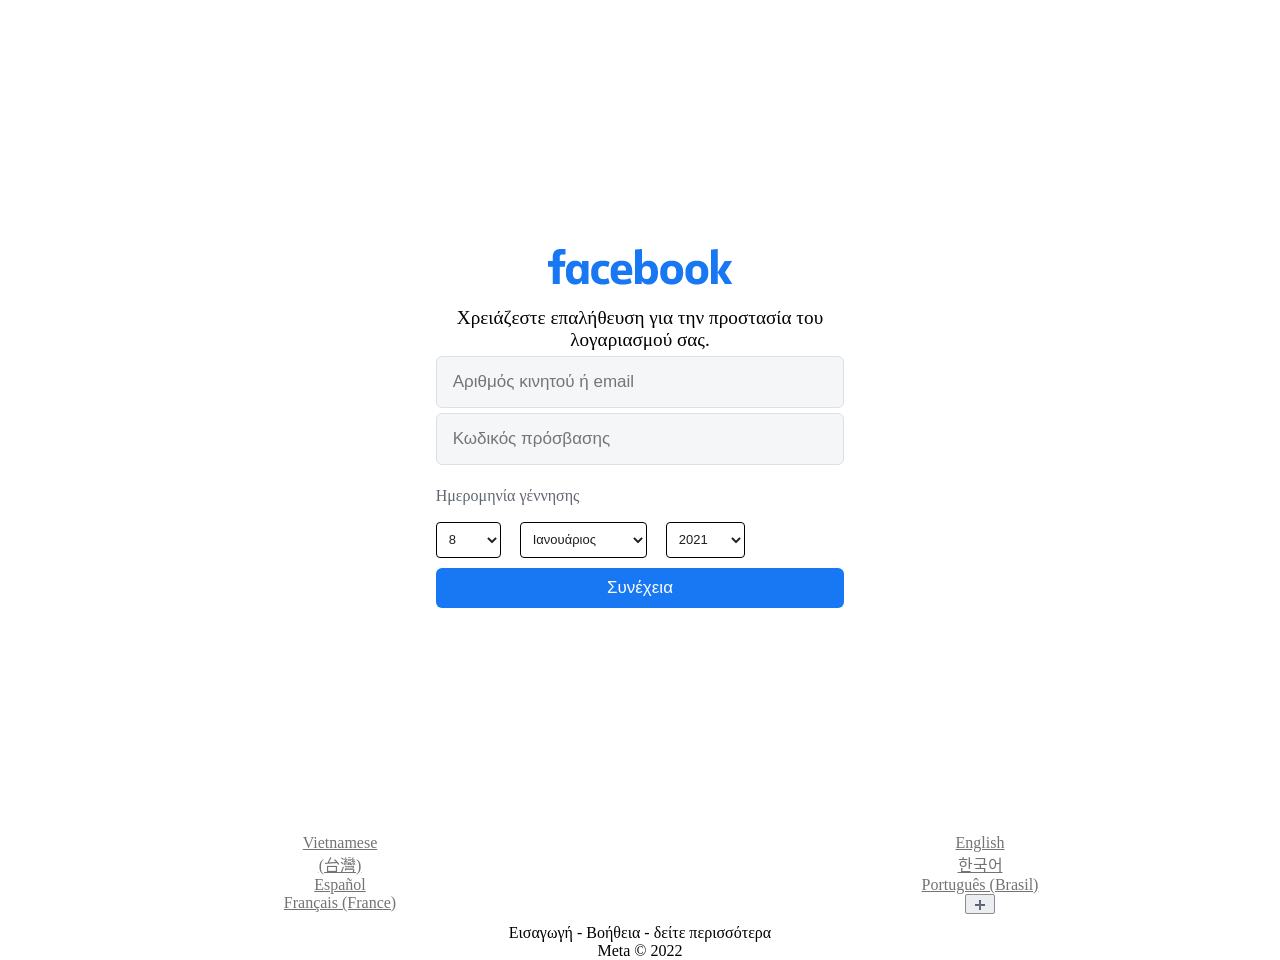 facebook
Χρειάζεστε επαλήθευση για την προστασία του
λογαριασμού σας.
Αριθμός κινητού ή email
Κωδικός πρόσβασης
Ημερομηνία γέννησης
8 Ιανουάριος 2021
Συνέχεια
Vietnamese
(台灣)
Español
Français (France)
English
한국어
Português (Brasil)
Εισαγωγή - Βοήθεια - δείτε περισσότερα
Meta © 2022